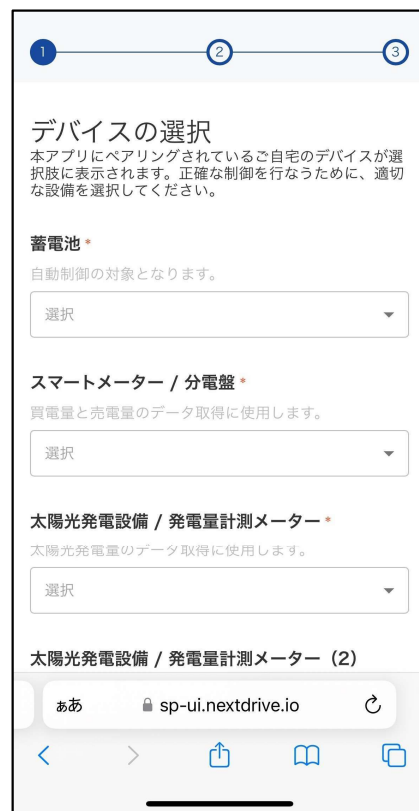 1 2 3
デバイスの選択
本アプリにペアリングされているご自宅のデバイスが選
択肢に表示されます。正確な制御を行なうために、適切
な設備を選択してください。
蓄電池 *
自動制御の対象となります。
選択
スマートメーター / 分電盤 *
買電量と売電量のデータ取得に使用します。
選択
太陽光発電設備 / 発電量計測メーター *
太陽光発電量のデータ取得に使用します。
選択
太陽光発電設備 / 発電量計測メーター（2）
ぁあ sp-ui.nextdrive.io